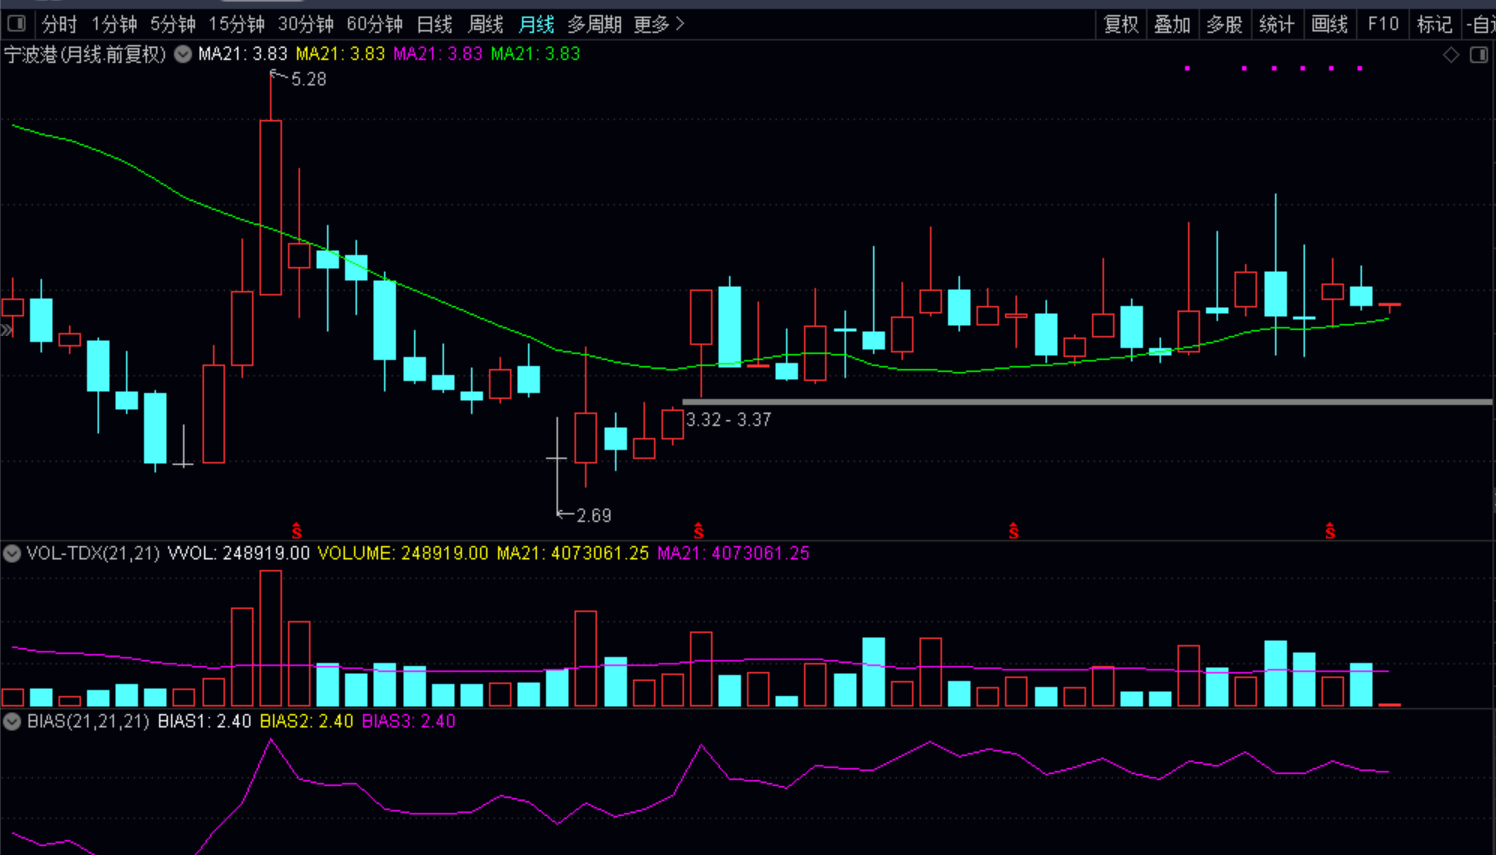 分时 1分钟 5分钟 15分钟 30分钟 60分钟 日线 周线 月线 多周期 更多 复权 叠加 多股 统计 画线 F10 标记
宁波港(月线.前复权) MA21: 3.83 MA21: 3.83 MA21: 3.83 MA21: 3.83
5.28
3.32 - 3.37
2.69
S S S S
VOL-TDX(21,21) VVOL: 248919.00 VOLUME: 248919.00 MA21: 4073061.25 MA21: 4073061.25
BIAS(21,21,21) BIAS1: 2.40 BIAS2: 2.40 BIAS3: 2.40